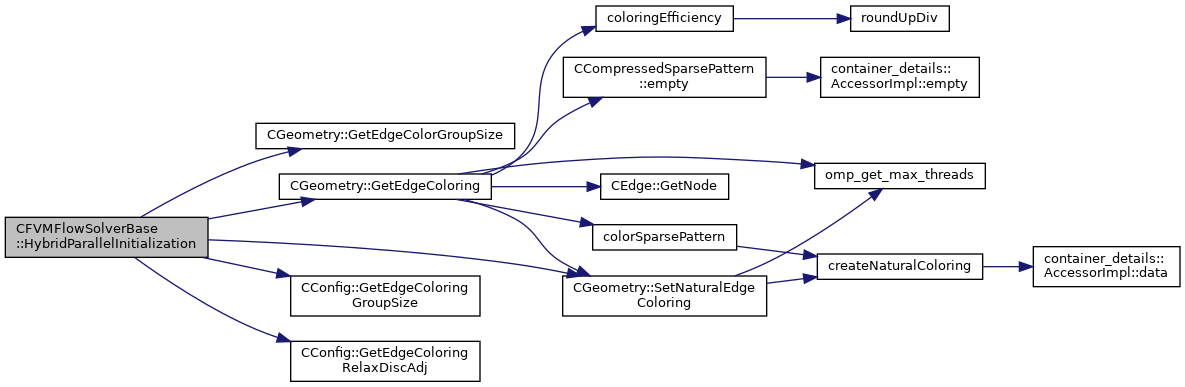 CFVMFlowSolverBase
::HybridParallelInitialization
CGeometry::GetEdgeColorGroupSize
CGeometry::GetEdgeColoring
CConfig::GetEdgeColoring
GroupSize
CConfig::GetEdgeColoring
RelaxDiscAdj
coloringEfficiency
CCompressedSparsePattern
::empty
CEdge::GetNode
colorSparsePattern
CGeometry::SetNaturalEdge
Coloring
roundUpDiv
container_details::
AccessorImpl::empty
omp_get_max_threads
createNaturalColoring
container_details::
AccessorImpl::data